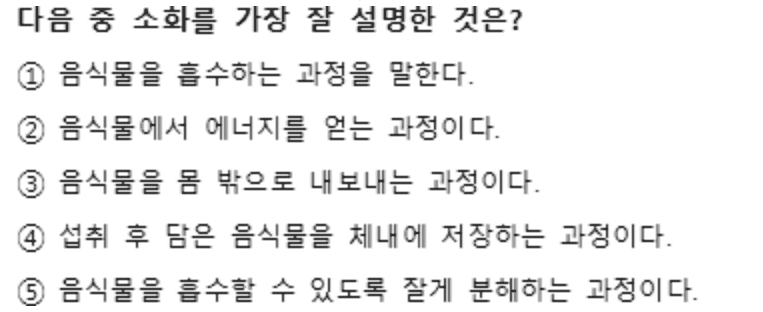 다음 중 소화를 가장 잘 설명한 것은?
① 음식물을 흡수하는 과정을 말한다.
② 음식물에서 에너지를 얻는 과정이다.
③ 음식물을 몸 밖으로 내보내는 과정이다.
④ 섭취 후 담은 음식물을 체내에 저장하는 과정이다.
⑤ 음식물을 흡수할 수 있도록 잘게 분해하는 과정이다.